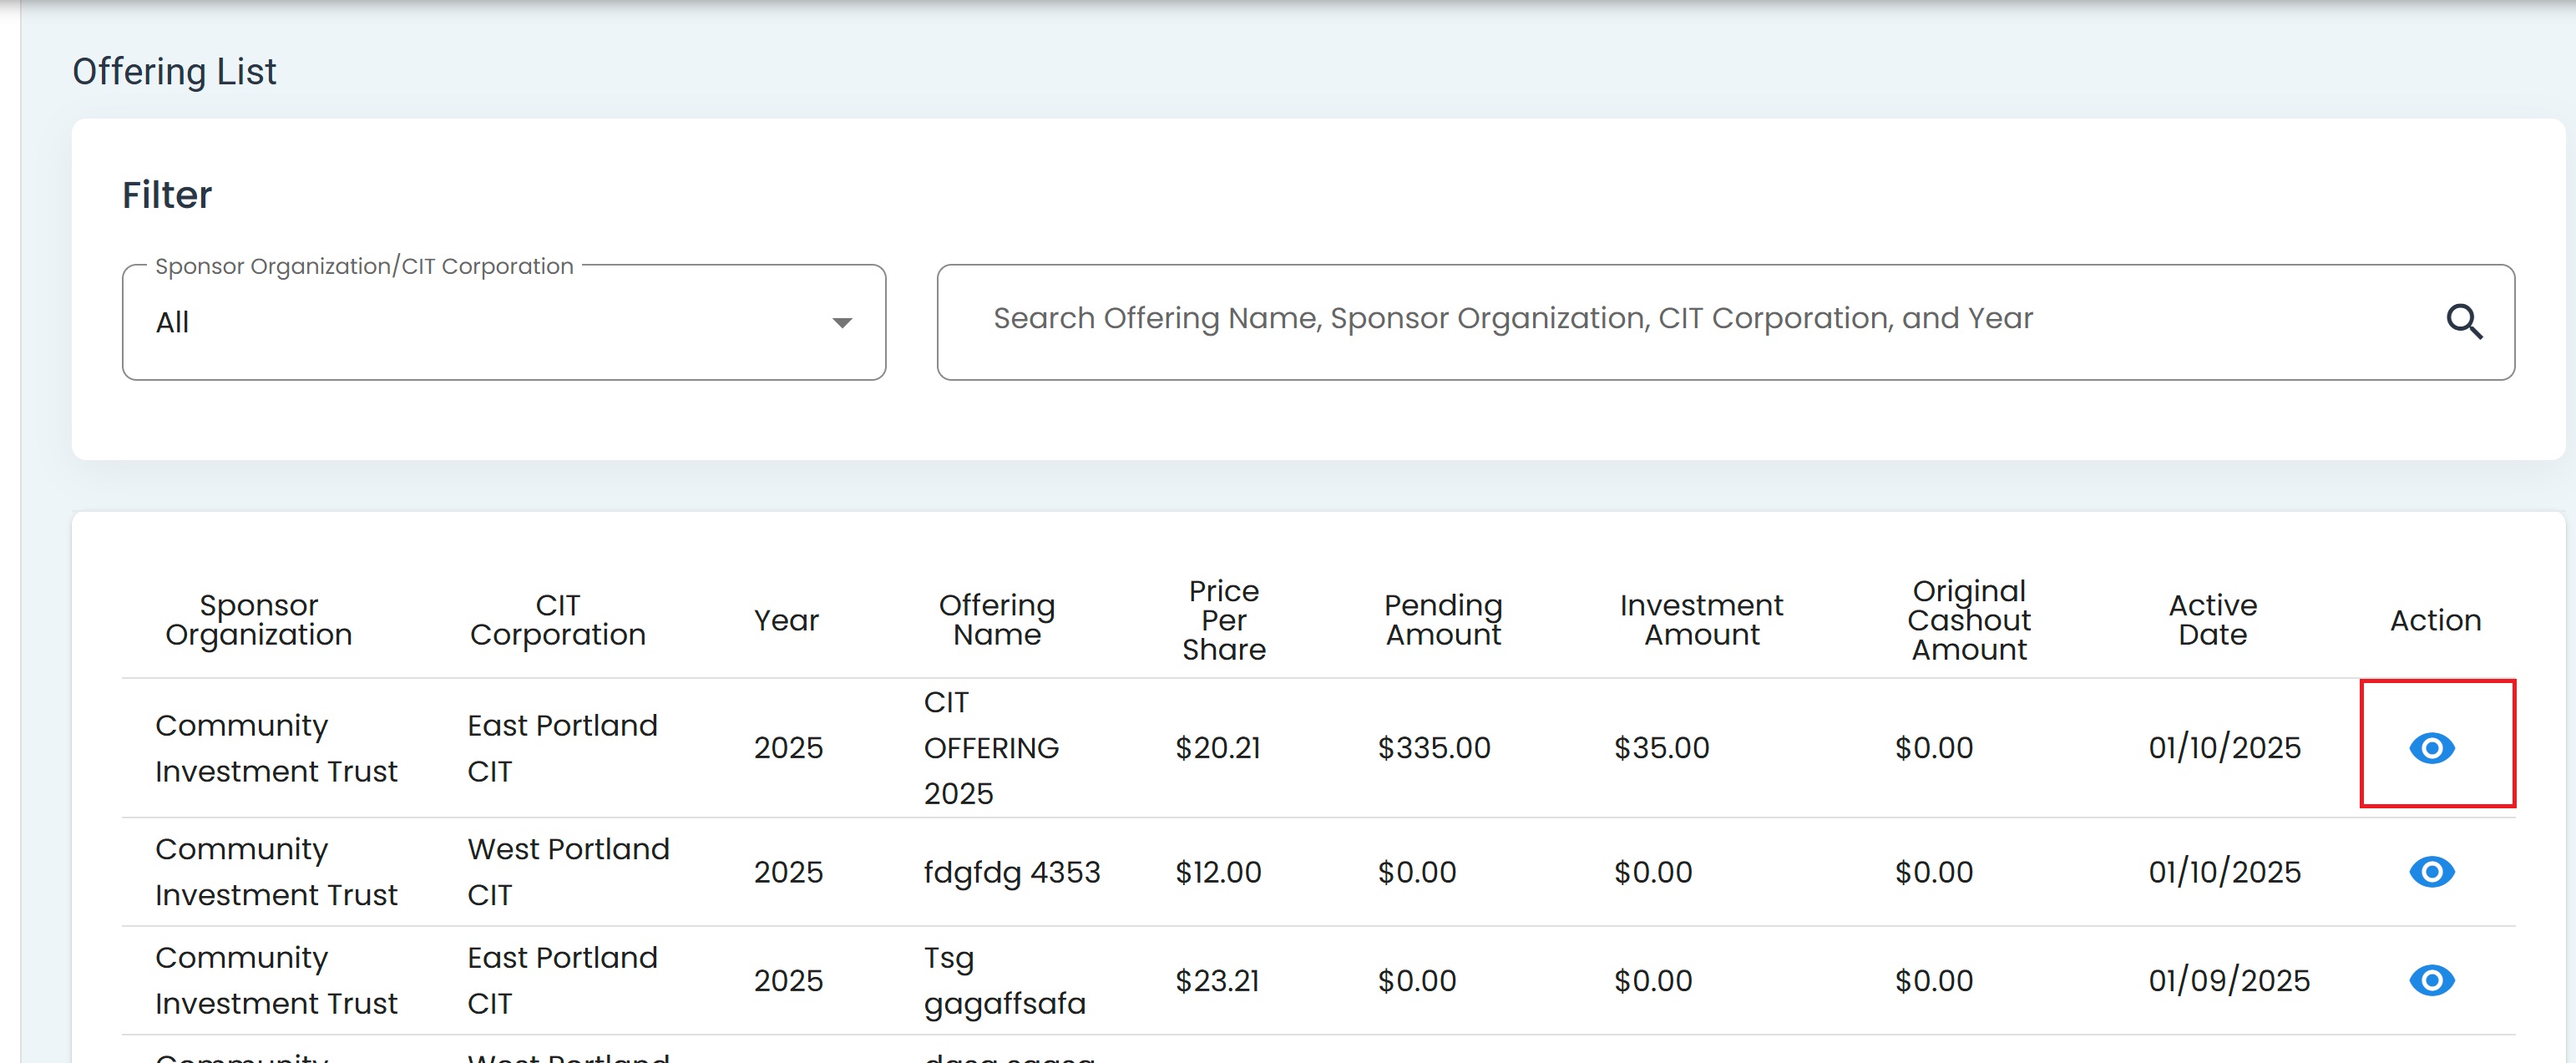 Offering List
Filter
Sponsor Organization/CIT Corporation
All
Search Offering Name, Sponsor Organization, CIT Corporation, and Year
Sponsor Organization
CIT Corporation
Year
Offering Name
Price Per Share
Pending Amount
Investment Amount
Original Cashout Amount
Active Date
Action
Community Investment Trust
East Portland CIT
2025
CIT OFFERING 2025
$20.21
$335.00
$35.00
$0.00
01/10/2025
Community Investment Trust
West Portland CIT
2025
fdgfdg 4353
$12.00
$0.00
$0.00
$0.00
01/10/2025
Community Investment Trust
East Portland CIT
2025
Tsg gagaffsafa
$23.21
$0.00
$0.00
$0.00
01/09/2025
Community
West Portland